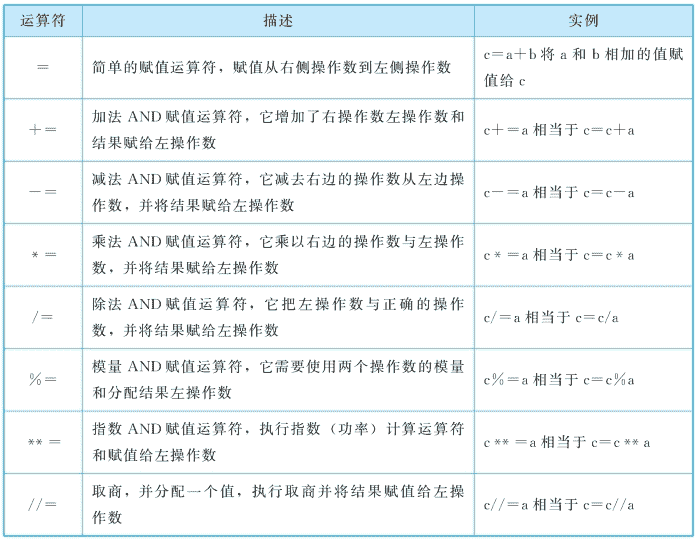 运算符 描述 实例
= 简单的赋值运算符，赋值从右侧操作数到左侧操作数 c=a+b将 a 和 b 相加的值赋
值给 c
+= 加法 AND 赋值运算符，它增加了右操作数左操作数和
结果赋给左操作数 c+=a 相当于 c=c+a
-= 减法 AND 赋值运算符，它减去右边的操作数从左边操
作数，并将结果赋给左操作数 c-=a 相当于 c=c-a
*= 乘法 AND 赋值运算符，它乘以右边的操作数与左操作
数，并将结果赋给左操作数 c*=a 相当于 c=c*a
/= 除法 AND 赋值运算符，它把左操作数与正确的操作
数，并将结果赋给左操作数 c/=a 相当于 c=c/a
%= 模量 AND 赋值运算符，它需要使用两个操作数的模量
和分配结果左操作数 c%=a 相当于 c=c%a
**= 指数 AND 赋值运算符，执行指数（功率）计算运算符
和赋值给左操作数 c**=a 相当于 c=c**a
//= 取商，并分配一个值，执行取商并将结果赋值给左操
作数 c//=a 相当于 c=c//a